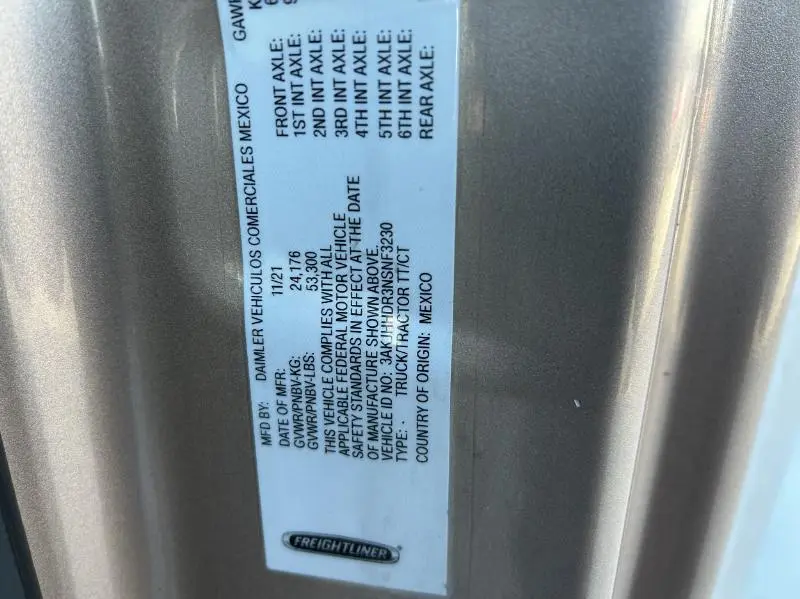 FREIGHTLINER
MFD BY: DAIMLER VEHICULOS COMERCIALES MEXICO
DATE OF MFR: 11/21
GVWR/PNBV-KG: 24,176
GVWR/PNBV-LBS: 53,300
THIS VEHICLE COMPLIES WITH ALL
APPLICABLE FEDERAL MOTOR VEHICLE
SAFETY STANDARDS IN EFFECT AT THE DATE
OF MANUFACTURE SHOWN ABOVE.
VEHICLE ID NO: 3AKJHHDR3NSNF3230
TYPE: - TRUCK/TRACTOR TT/CT
COUNTRY OF ORIGIN: MEXICO
FRONT AXLE:
1ST INT AXLE:
2ND INT AXLE:
3RD INT AXLE:
4TH INT AXLE:
5TH INT AXLE:
6TH INT AXLE:
REAR AXLE: